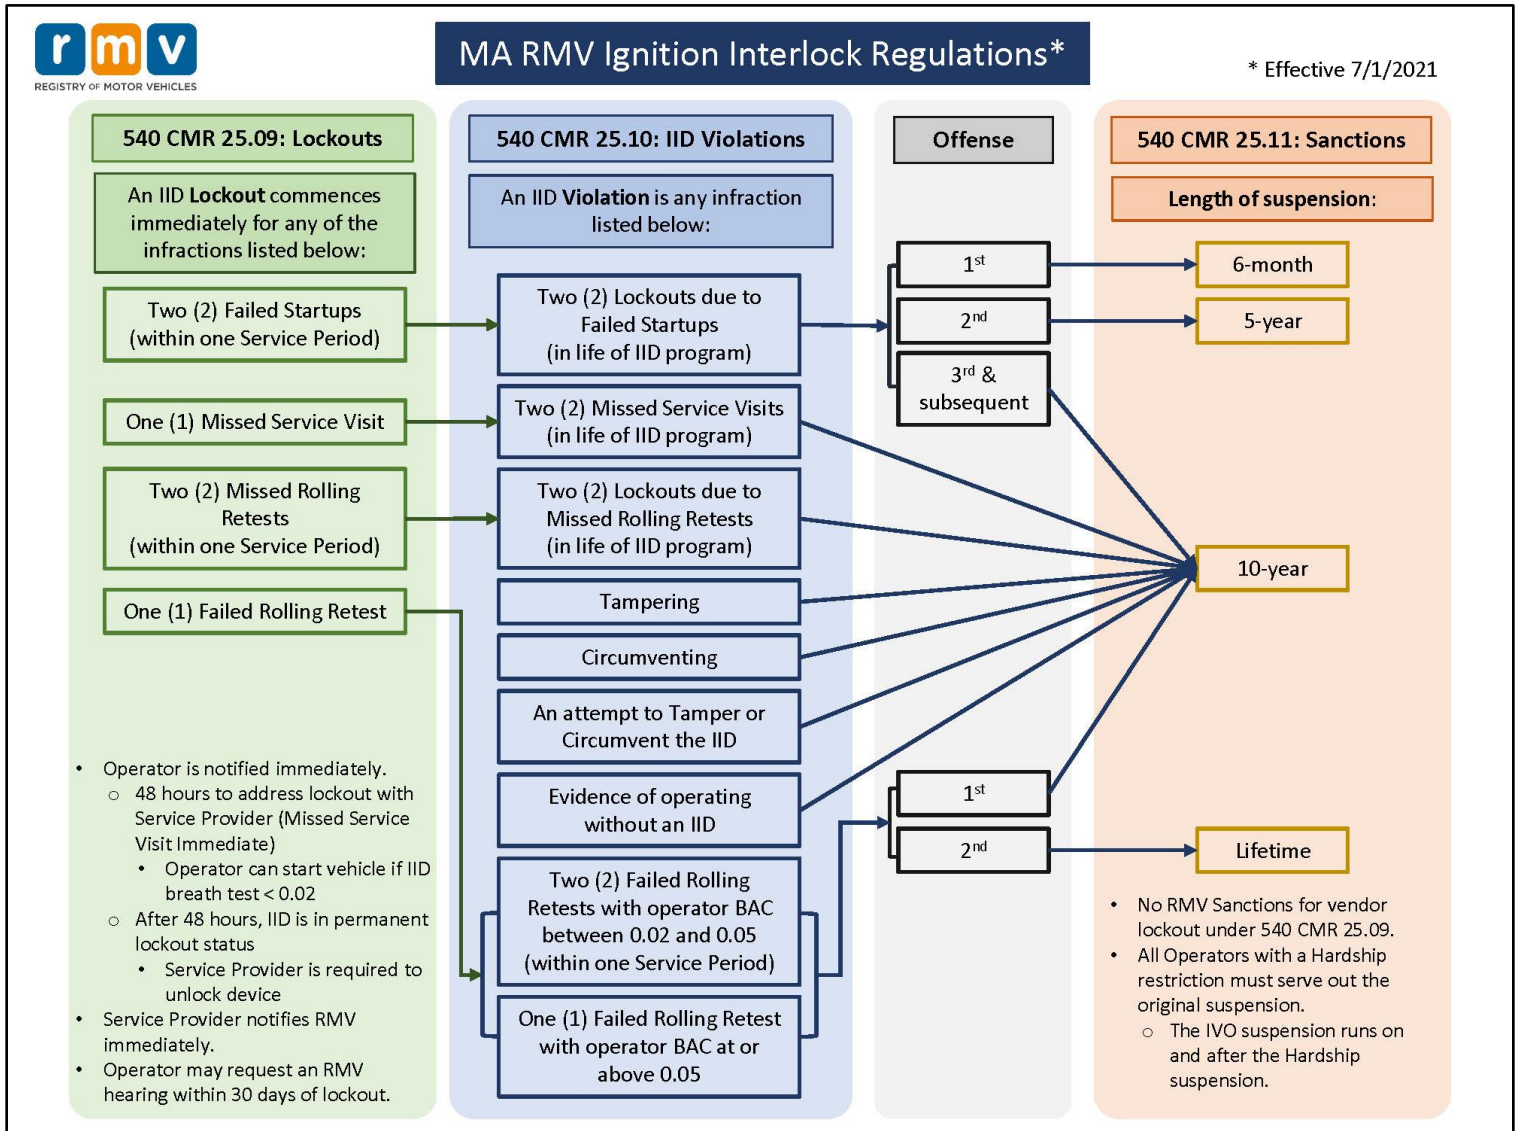 rmv
REGISTRY OF MOTOR VEHICLES
MA RMV Ignition Interlock Regulations*
* Effective 7/1/2021
540 CMR 25.09: Lockouts
An IID Lockout commences
immediately for any of the
infractions listed below:
Two (2) Failed Startups
(within one Service Period)
One (1) Missed Service Visit
Two (2) Missed Rolling
Retests
(within one Service Period)
One (1) Failed Rolling Retest
• Operator is notified immediately.
o 48 hours to address lockout with
Service Provider (Missed Service
Visit Immediate)
• Operator can start vehicle if IID
breath test < 0.02
o After 48 hours, IID is in permanent
lockout status
• Service Provider is required to
unlock device
• Service Provider notifies RMV
immediately.
• Operator may request an RMV
hearing within 30 days of lockout.
540 CMR 25.10: IID Violations
An IID Violation is any infraction
listed below:
Two (2) Lockouts due to
Failed Startups
(in life of IID program)
Two (2) Missed Service Visits
(in life of IID program)
Two (2) Lockouts due to
Missed Rolling Retests
(in life of IID program)
Tampering
Circumventing
An attempt to Tamper or
Circumvent the IID
Evidence of operating
without an IID
Two (2) Failed Rolling
Retests with operator BAC
between 0.02 and 0.05
(within one Service Period)
One (1) Failed Rolling Retest
with operator BAC at or
above 0.05
Offense
1st
2nd
3rd &
subsequent
1st
2nd
540 CMR 25.11: Sanctions
Length of suspension:
6-month
5-year
10-year
Lifetime
• No RMV Sanctions for vendor
lockout under 540 CMR 25.09.
• All Operators with a Hardship
restriction must serve out the
original suspension.
o The IVO suspension runs on
and after the Hardship
suspension.